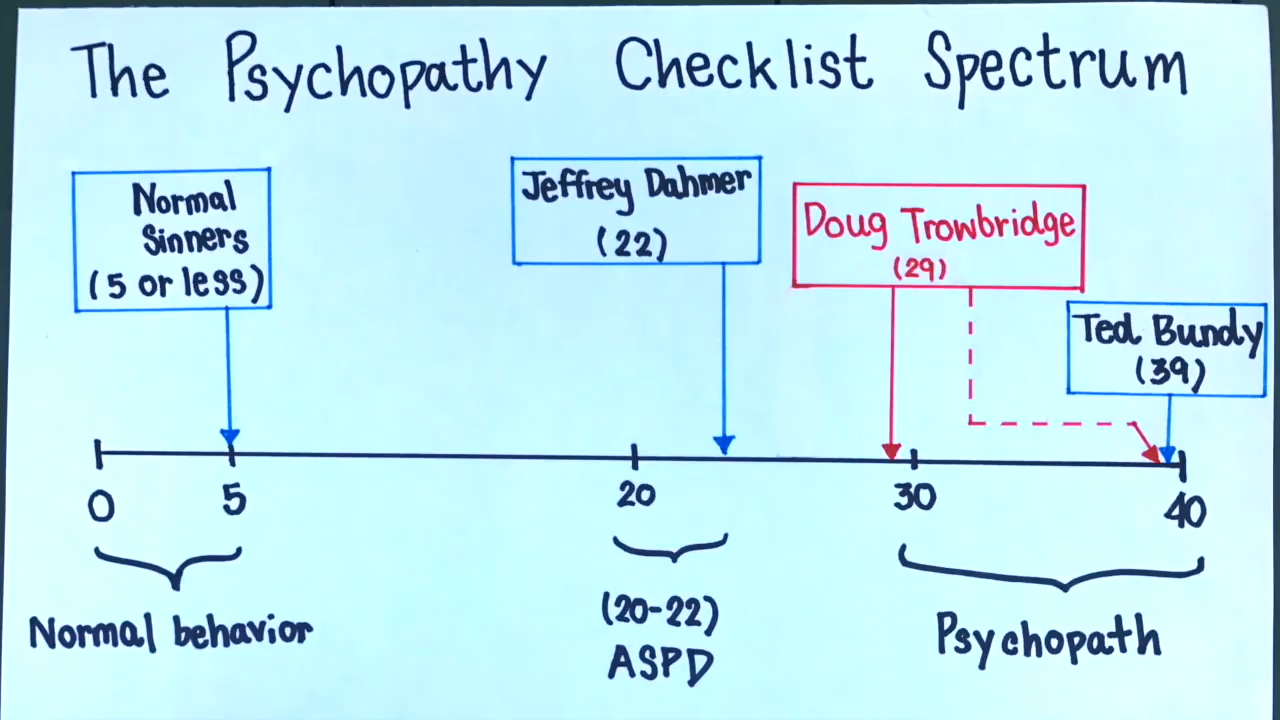 The Psychopathy Checklist Spectrum
Normal
Sinners
(5 or less)
Jeffrey Dahmer
(22)
Doug Trowbridge
(29)
Ted Bundy
(39)
0
5
20
30
40
Normal behavior
(20-22)
ASPD
Psychopath